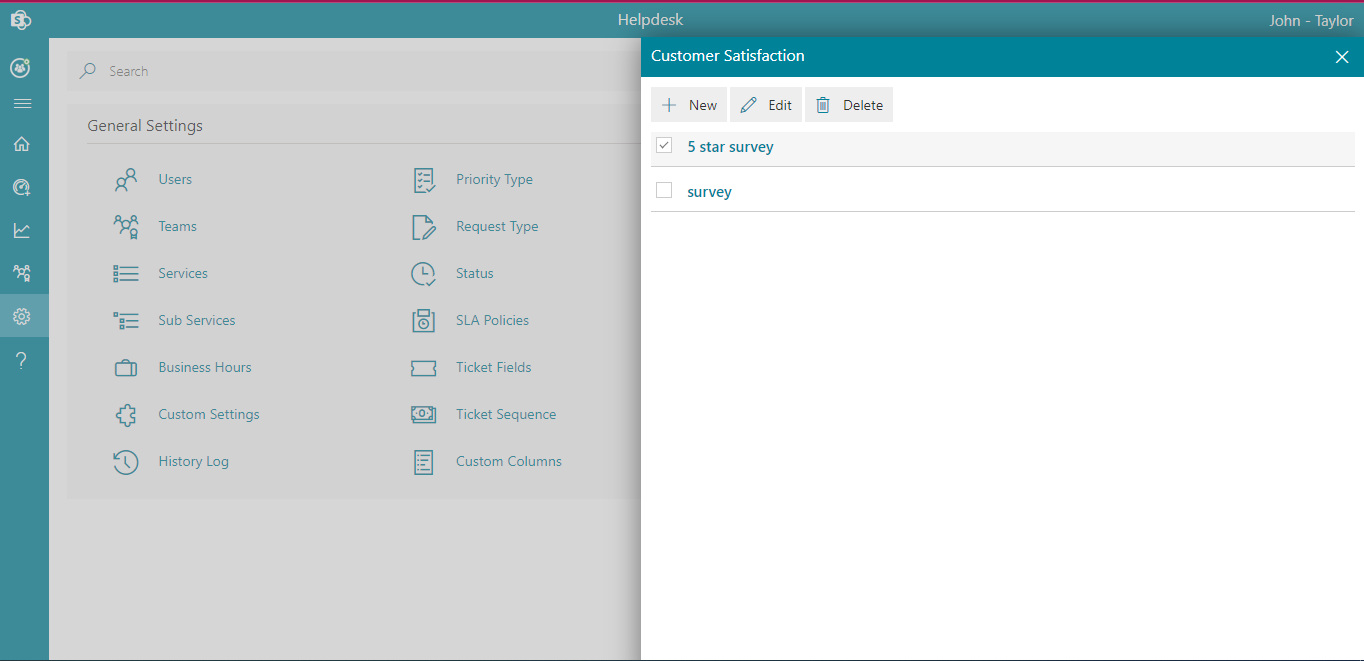 Helpdesk
John - Taylor
Search
General Settings
Users
Priority Type
Teams
Request Type
Services
Status
Sub Services
SLA Policies
Business Hours
Ticket Fields
Custom Settings
Ticket Sequence
History Log
Custom Columns
Customer Satisfaction
New Edit Delete
5 star survey
survey